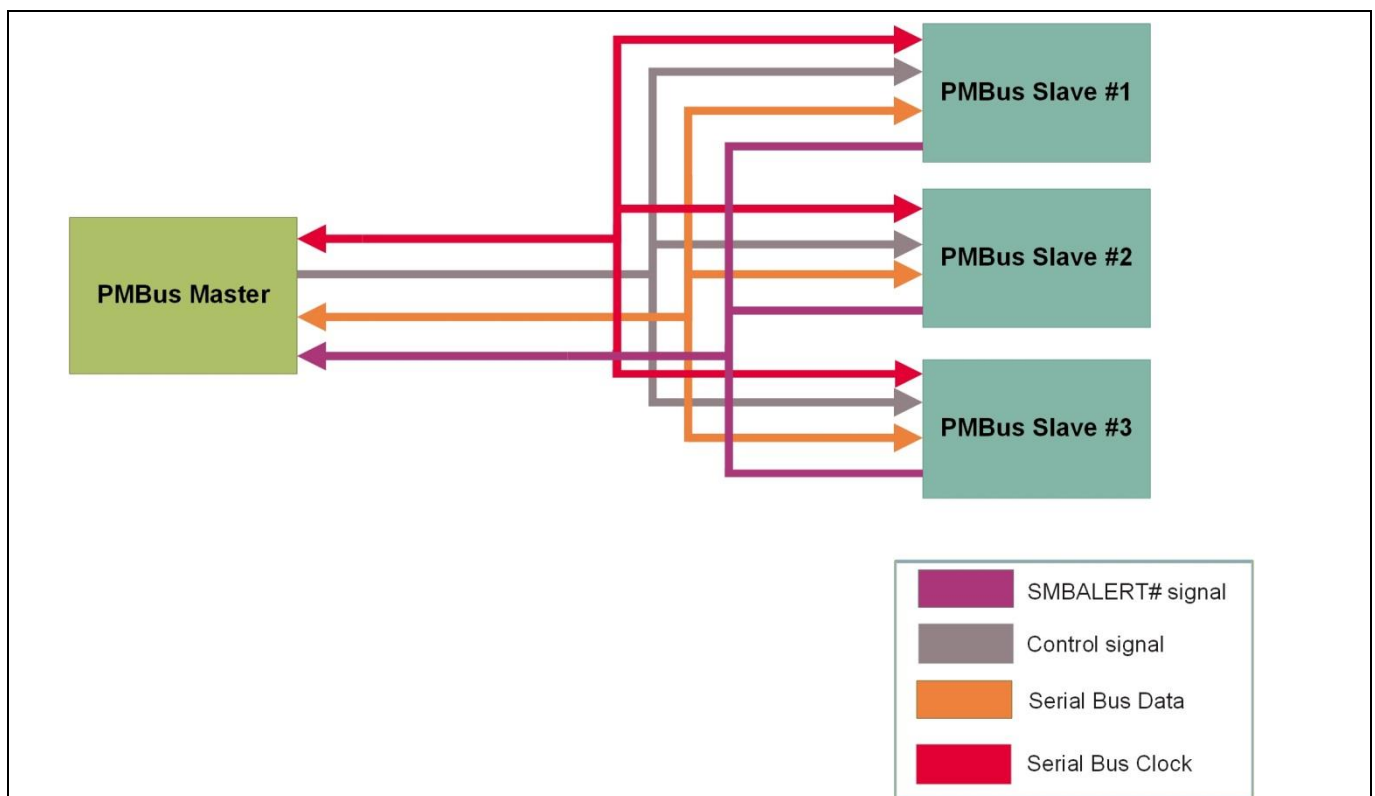 PMBus Slave #1
PMBus Master
PMBus Slave #2
PMBus Slave #3
SMBALERT# signal
Control signal
Serial Bus Data
Serial Bus Clock